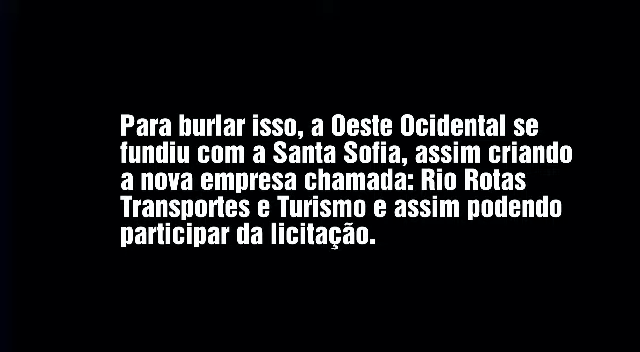 Para burlar isso, a Oeste Ocidental se
fundiu com a Santa Sofia, assim criando
a nova empresa chamada: Rio Rotas
Transportes e Turismo e assim podendo
participar da licitação.